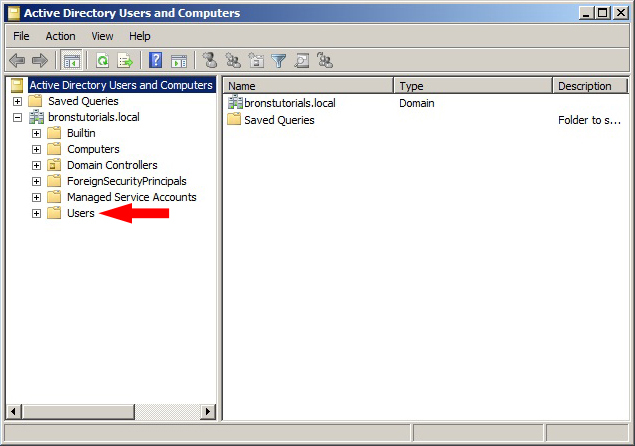 Active Directory Users and Computers
File Action View Help
Active Directory Users and Computers
Saved Queries
bronstutorials.local
Builtin
Computers
Domain Controllers
ForeignSecurityPrincipals
Managed Service Accounts
Users
Name Type Description
bronstutorials.local Domain
Saved Queries Folder to s...